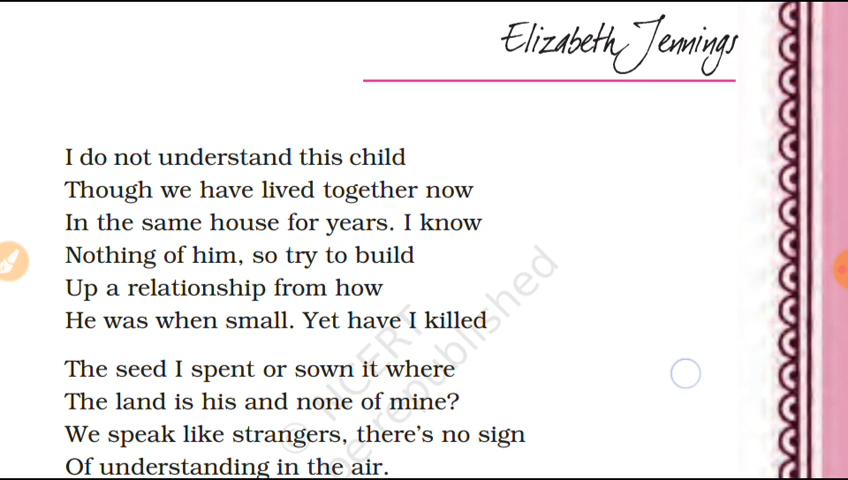 Elizabeth Jennings
I do not understand this child
Though we have lived together now
In the same house for years. I know
Nothing of him, so try to build
Up a relationship from how
He was when small. Yet have I killed
The seed I spent or sown it where
The land is his and none of mine?
We speak like strangers, there's no sign
Of understanding in the air.
© NCERT
be republished